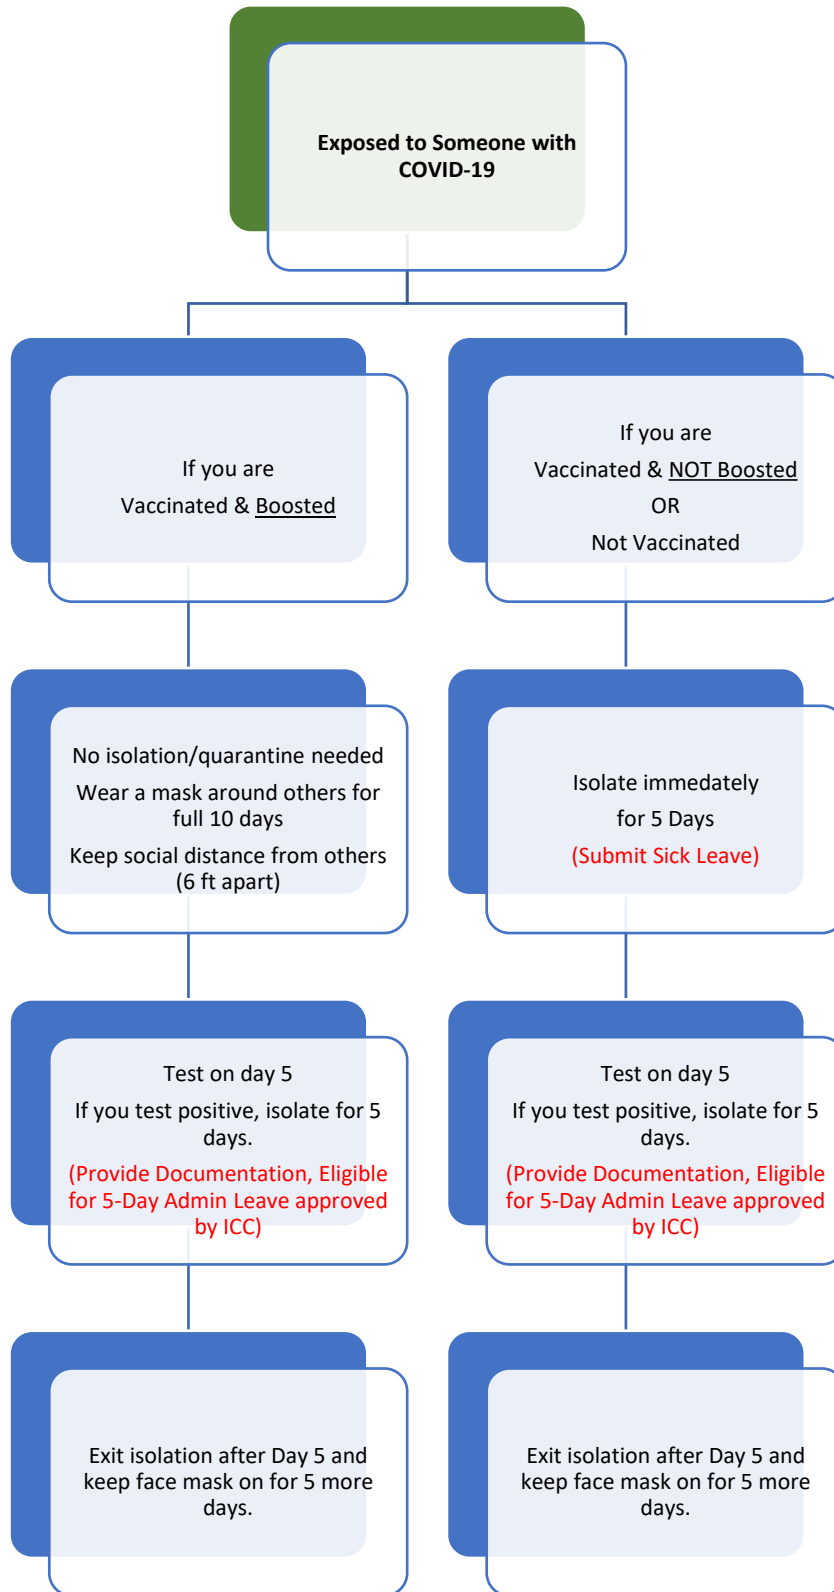 Exposed to Someone with
COVID-19
If you are
Vaccinated & Boosted
If you are
Vaccinated & NOT Boosted
OR
Not Vaccinated
No isolation/quarantine needed
Wear a mask around others for
full 10 days
Keep social distance from others
(6 ft apart)
Isolate immedately
for 5 Days
(Submit Sick Leave)
Test on day 5
If you test positive, isolate for 5
days.
(Provide Documentation, Eligible
for 5-Day Admin Leave approved
by ICC)
Test on day 5
If you test positive, isolate for 5
days.
(Provide Documentation, Eligible
for 5-Day Admin Leave approved
by ICC)
Exit isolation after Day 5 and
keep face mask on for 5 more
days.
Exit isolation after Day 5 and
keep face mask on for 5 more
days.